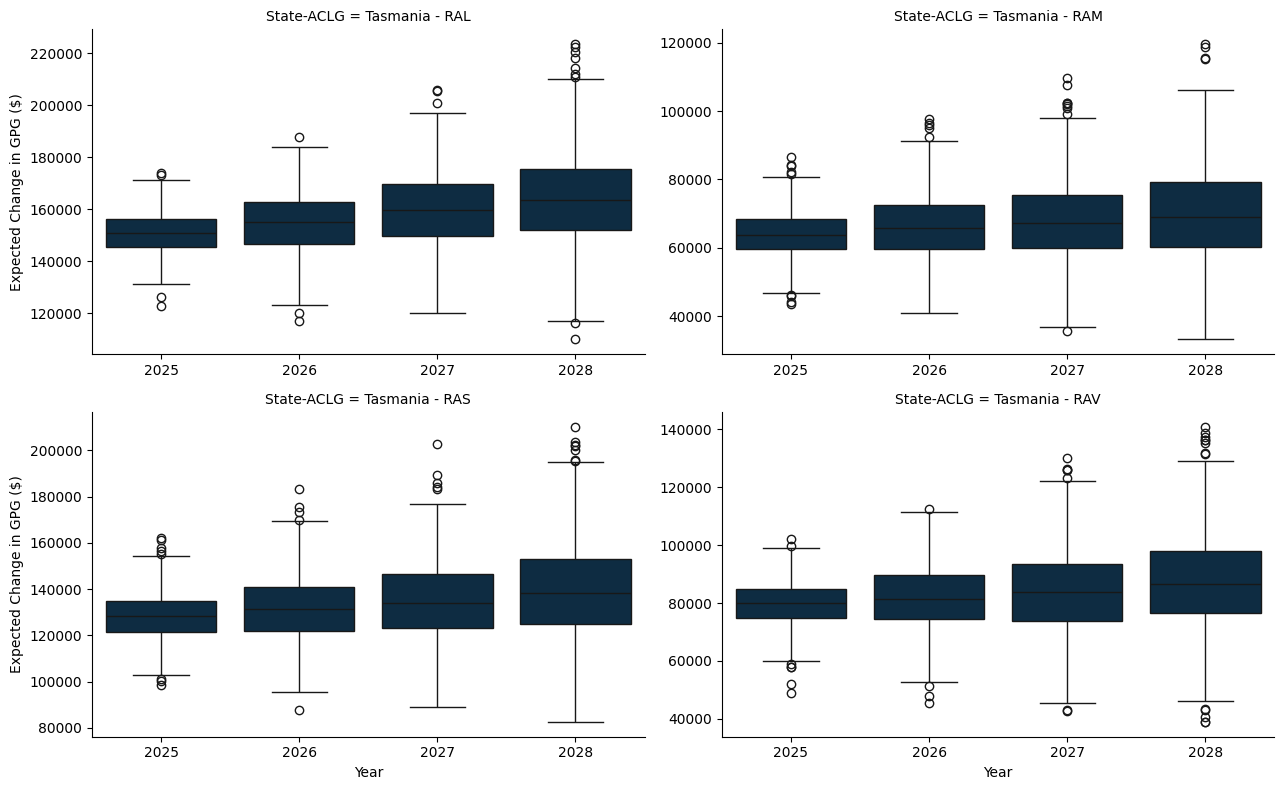 State-ACLG = Tasmania - RAL
Expected Change in GPG ($)
220000
200000
180000
160000
140000
120000
2025 2026 2027 2028
State-ACLG = Tasmania - RAM
120000
100000
80000
60000
40000
2025 2026 2027 2028
State-ACLG = Tasmania - RAS
Expected Change in GPG ($)
200000
180000
160000
140000
120000
100000
80000
2025 2026 2027 2028
Year
State-ACLG = Tasmania - RAV
140000
120000
100000
80000
60000
40000
2025 2026 2027 2028
Year